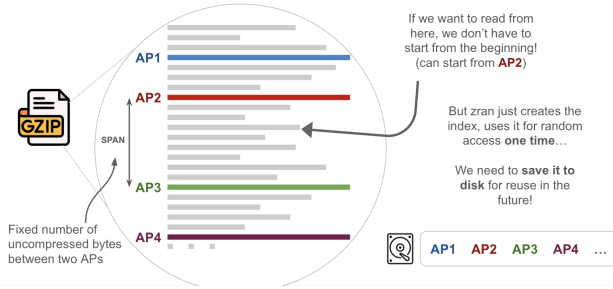 If we want to read from
here, we don't have to
start from the beginning!
(can start from AP2)
AP1
AP2
GZIP
SPAN
But zran just creates the
index, uses it for random
access one time…
We need to save it to
disk for reuse in the
future!
AP3
Fixed number of
uncompressed bytes
between two APs
AP4
AP1 AP2 AP3 AP4 …